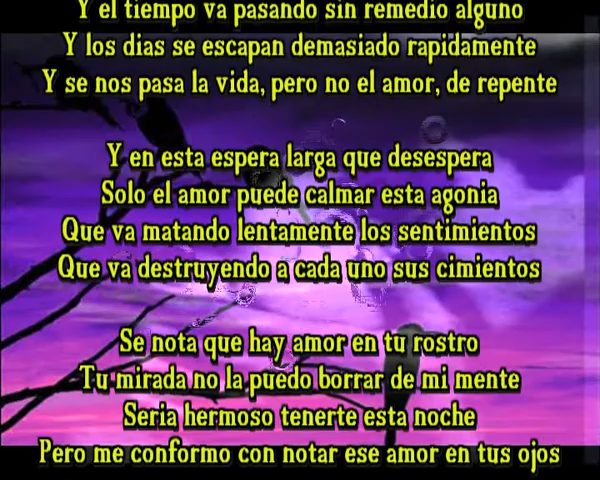 Y el tiempo va pasando sin remedio alguno
Y los dias se escapan demasiado rapidamente
Y se nos pasa la vida, pero no el amor, de repente
Y en esta espera larga que desespera
Solo el amor puede calmar esta agonia
Que va matando lentamente los sentimientos
Que va destruyendo a cada uno sus cimientos
Se nota que hay amor en tu rostro
Tu mirada no la puedo borrar de mi mente
Seria hermoso tenerte esta noche
Pero me conformo con notar ese amor en tus ojos